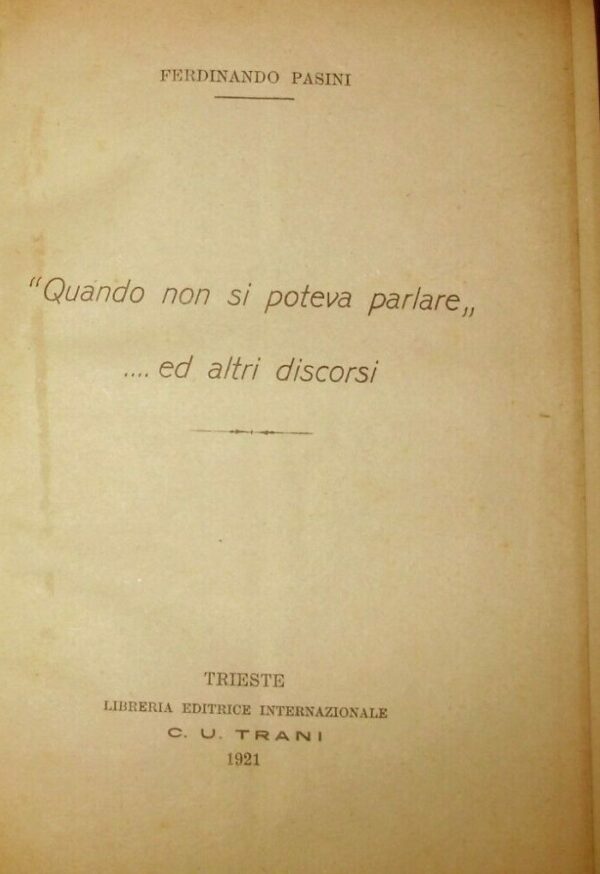 FERDINANDO PASINI
“Quando non si poteva parlare„
.... ed altri discorsi
TRIESTE
LIBRERIA EDITRICE INTERNAZIONALE
C. U. TRANI
1921